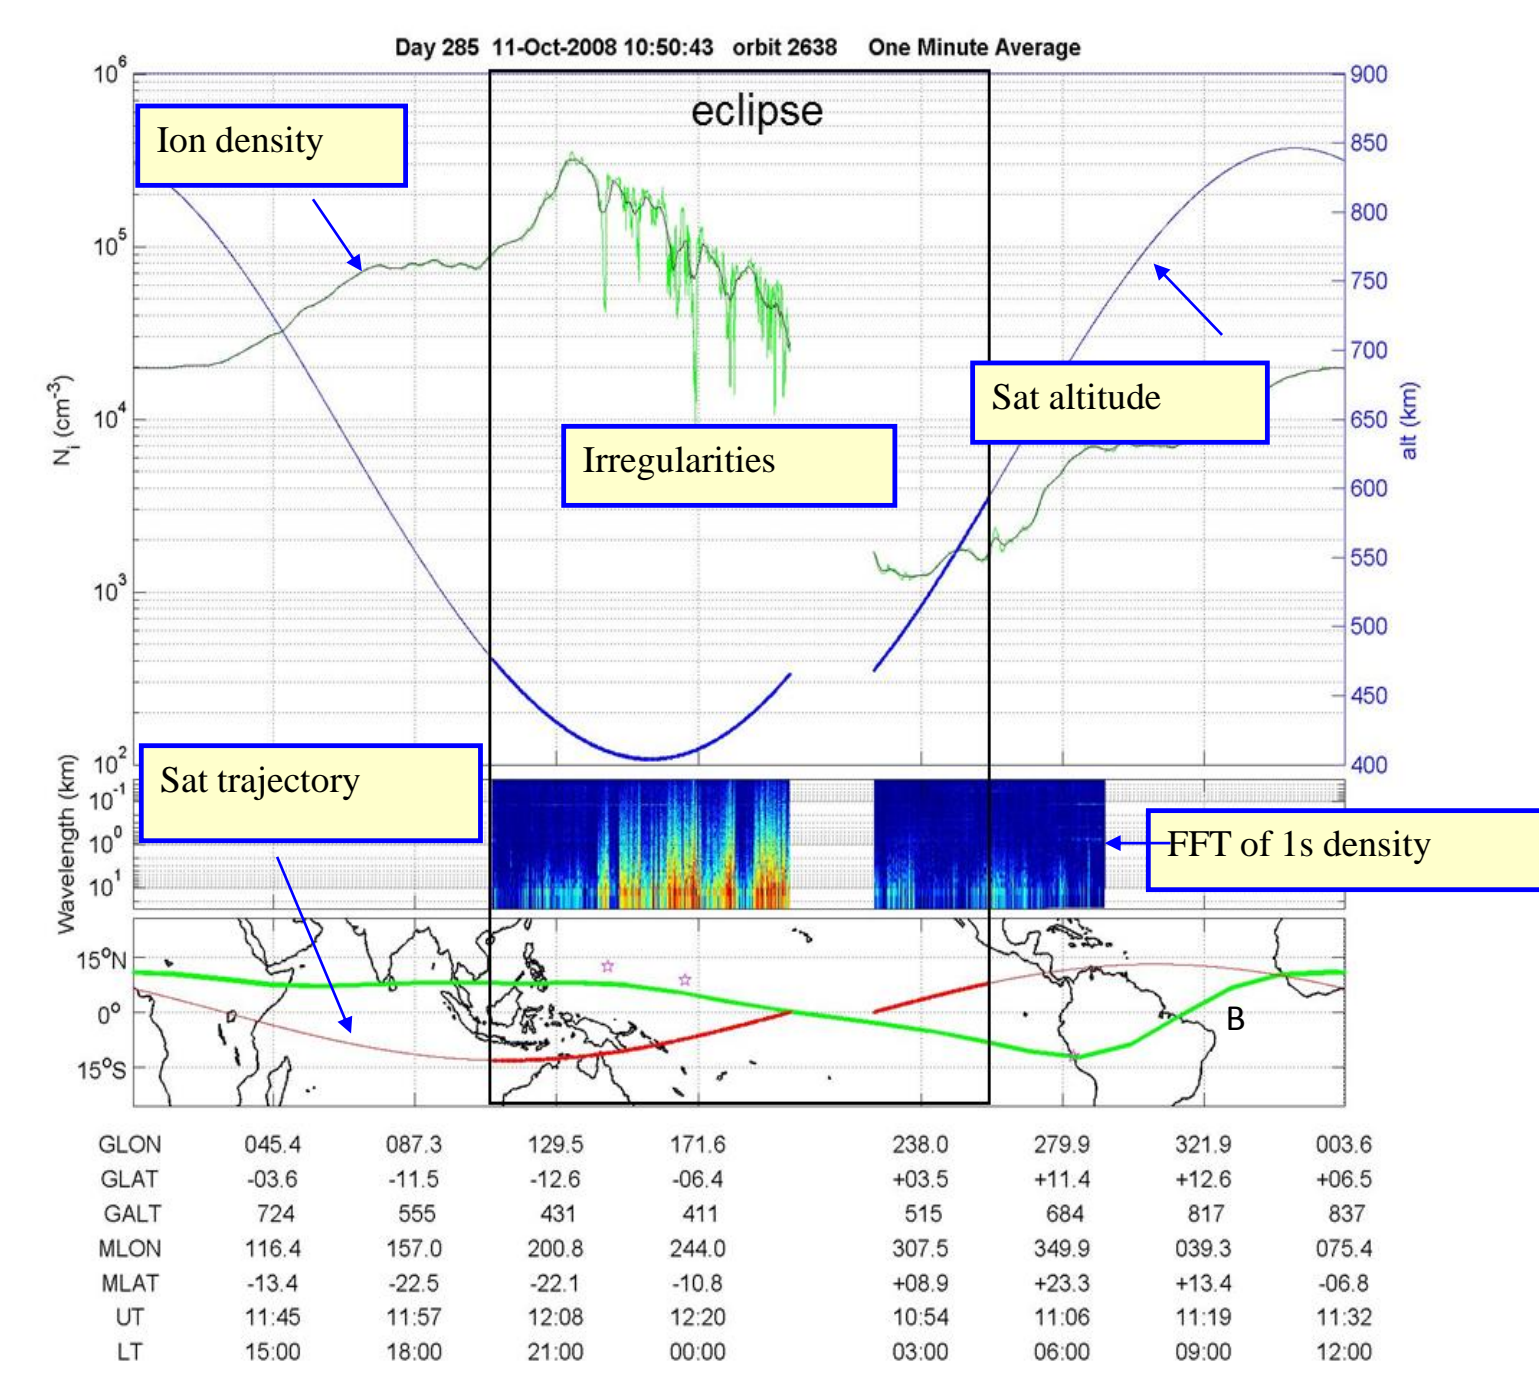 Day 285 11-Oct-2008 10:50:43 orbit 2638 One Minute Average
eclipse
Ion density
Sat altitude
Irregularities
Sat trajectory
FFT of 1s density
10^6
10^5
10^4
10^3
10^2
N_i (cm^-3)
900
850
800
750
700
650
600
550
500
450
400
alt (km)
Wavelength (km)
10^-1
10^0
10^1
15°N
0°
15°S
B
GLON 045.4 087.3 129.5 171.6 238.0 279.9 321.9 003.6
GLAT -03.6 -11.5 -12.6 -06.4 +03.5 +11.4 +12.6 +06.5
GALT 724 555 431 411 515 684 817 837
MLON 116.4 157.0 200.8 244.0 307.5 349.9 039.3 075.4
MLAT -13.4 -22.5 -22.1 -10.8 +08.9 +23.3 +13.4 -06.8
UT 11:45 11:57 12:08 12:20 10:54 11:06 11:19 11:32
LT 15:00 18:00 21:00 00:00 03:00 06:00 09:00 12:00